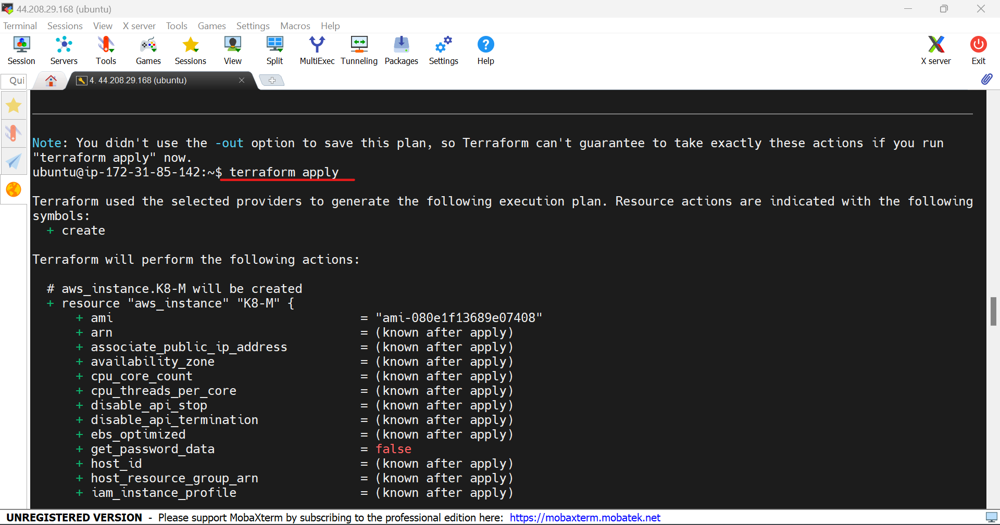 44.208.29.168 (ubuntu)
Terminal Sessions View X server Tools Games Settings Macros Help
Session Servers Tools Games Sessions View Split MultiExec Tunneling Packages Settings Help X server Exit
Qui 4. 44.208.29.168 (ubuntu)
Note: You didn't use the -out option to save this plan, so Terraform can't guarantee to take exactly these actions if you run
"terraform apply" now.
ubuntu@ip-172-31-85-142:~$ terraform apply
Terraform used the selected providers to generate the following execution plan. Resource actions are indicated with the following
symbols:
+ create
Terraform will perform the following actions:
# aws_instance.K8-M will be created
+ resource "aws_instance" "K8-M" {
+ ami = "ami-080e1f13689e07408"
+ arn = (known after apply)
+ associate_public_ip_address = (known after apply)
+ availability_zone = (known after apply)
+ cpu_core_count = (known after apply)
+ cpu_threads_per_core = (known after apply)
+ disable_api_stop = (known after apply)
+ disable_api_termination = (known after apply)
+ ebs_optimized = (known after apply)
+ get_password_data = false
+ host_id = (known after apply)
+ host_resource_group_arn = (known after apply)
+ iam_instance_profile = (known after apply)
UNREGISTERED VERSION - Please support MobaXterm by subscribing to the professional edition here: https://mobaxterm.mobatek.net